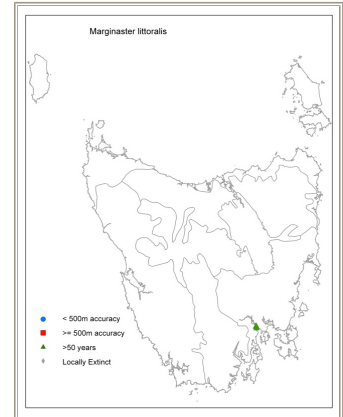 Marginaster littoralis
< 500m accuracy
>= 500m accuracy
>50 years
Locally Extinct